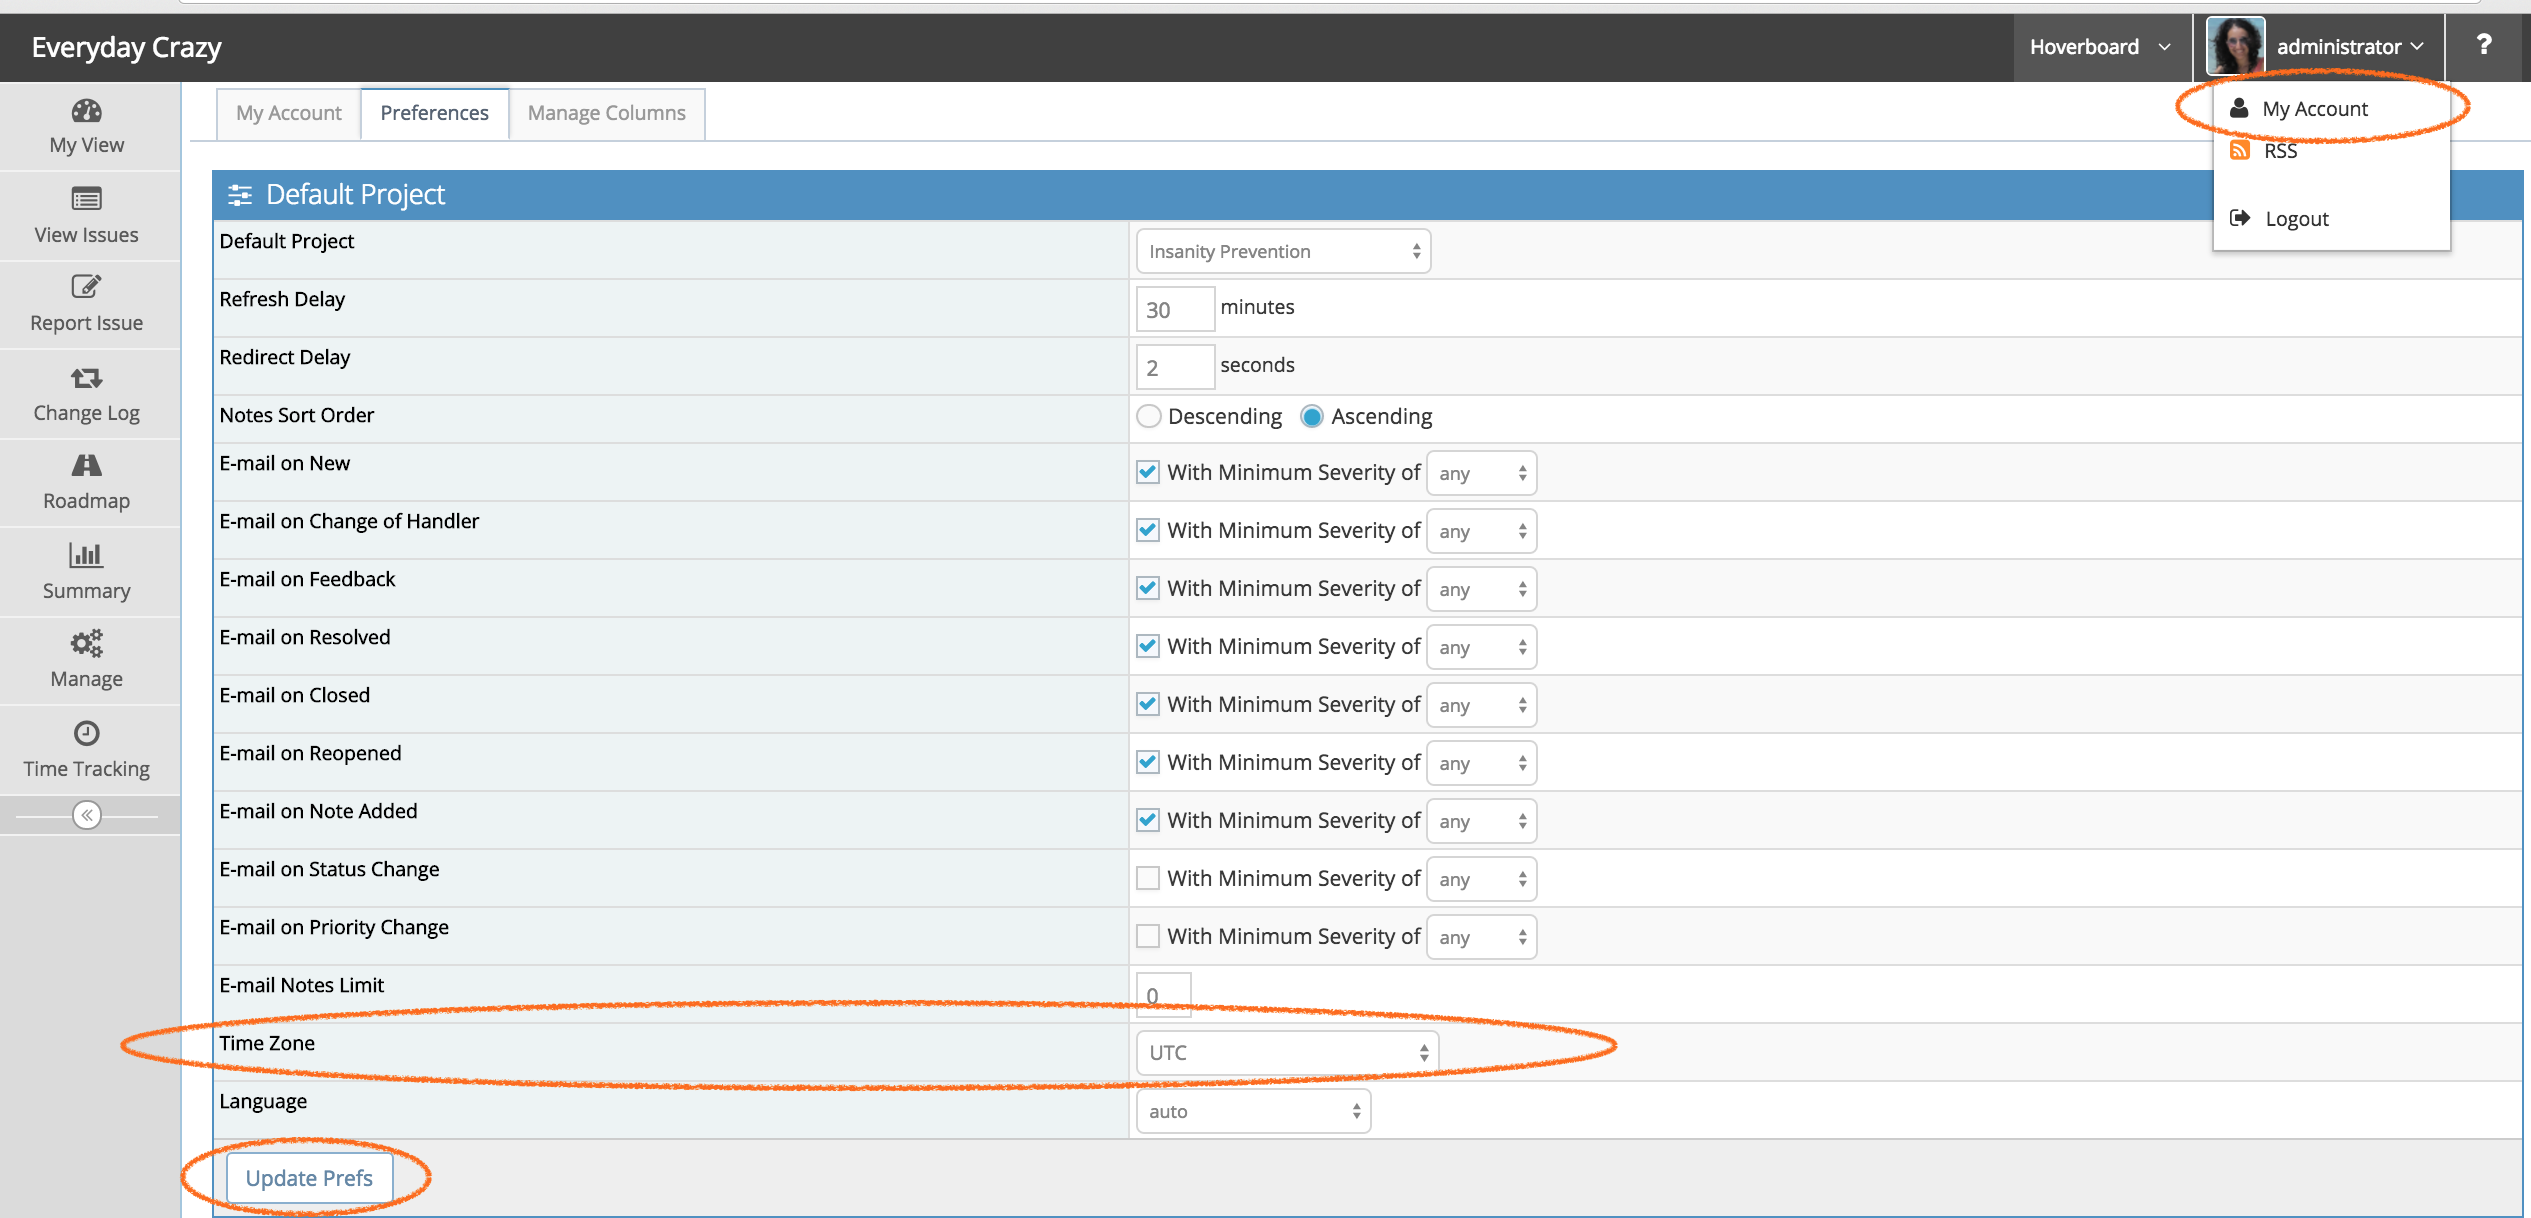 Everyday Crazy
Hoverboard
administrator
?
My Account
RSS
Logout
My View
View Issues
Report Issue
Change Log
Roadmap
Summary
Manage
Time Tracking
My Account Preferences Manage Columns
Default Project
Default Project Insanity Prevention
Refresh Delay 30 minutes
Redirect Delay 2 seconds
Notes Sort Order Descending Ascending
E-mail on New With Minimum Severity of any
E-mail on Change of Handler With Minimum Severity of any
E-mail on Feedback With Minimum Severity of any
E-mail on Resolved With Minimum Severity of any
E-mail on Closed With Minimum Severity of any
E-mail on Reopened With Minimum Severity of any
E-mail on Note Added With Minimum Severity of any
E-mail on Status Change With Minimum Severity of any
E-mail on Priority Change With Minimum Severity of any
E-mail Notes Limit 0
Time Zone UTC
Language auto
Update Prefs